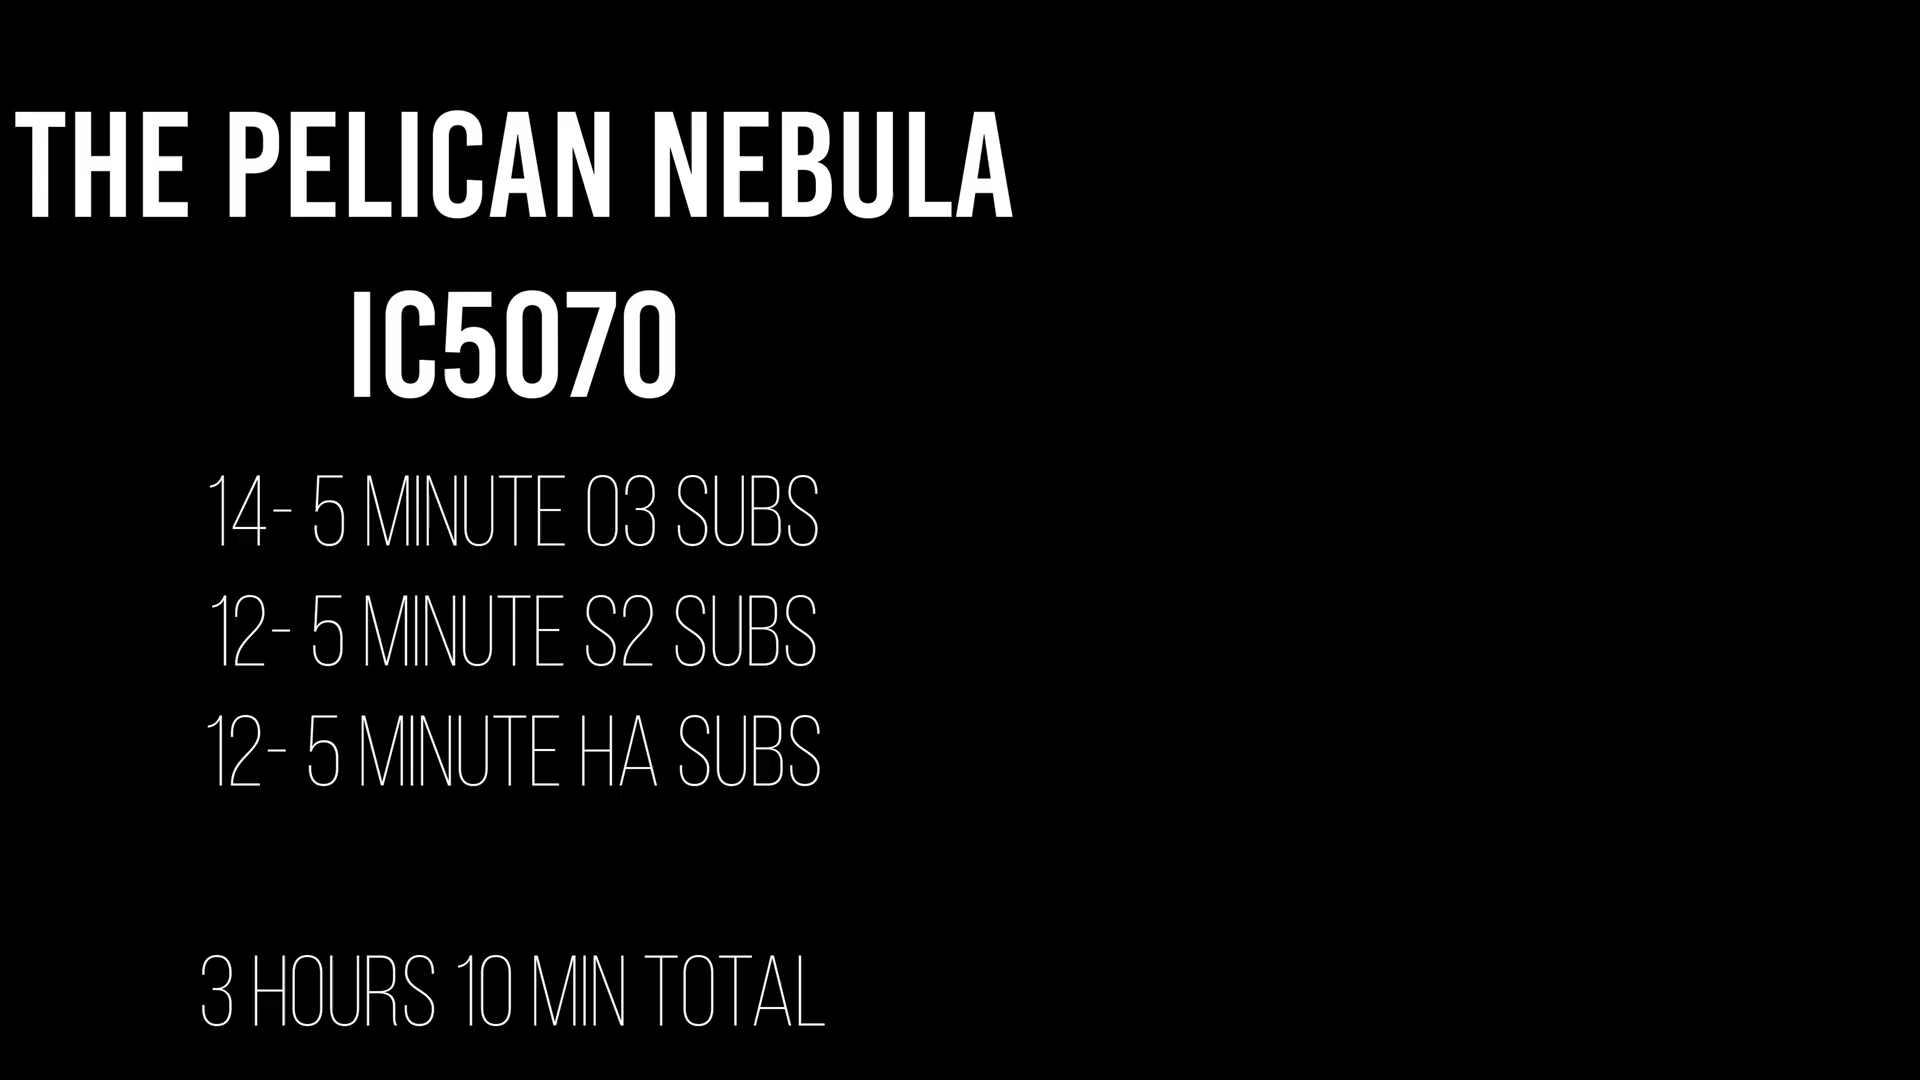 THE PELICAN NEBULA
IC5070
14- 5 MINUTE O3 SUBS
12- 5 MINUTE S2 SUBS
12- 5 MINUTE HA SUBS
3 HOURS 10 MIN TOTAL